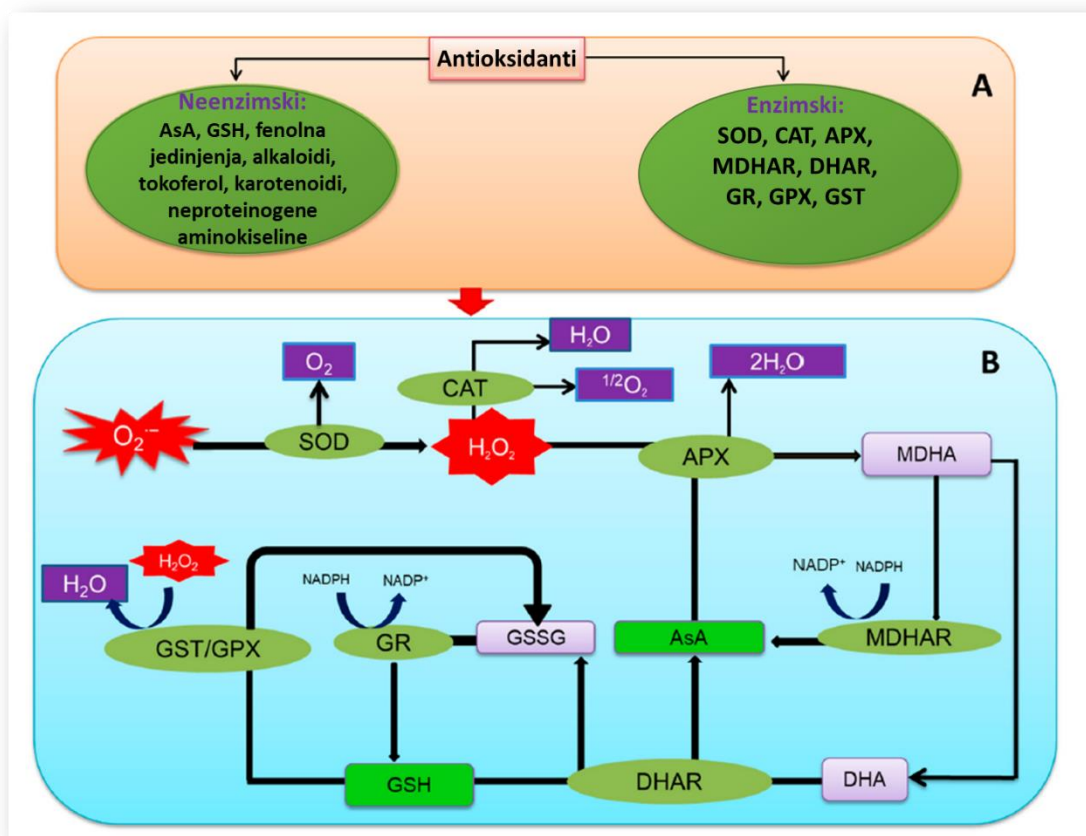 Antioksidanti
A
Neenzimski:
AsA, GSH, fenolna
jedinjenja, alkaloidi,
tokoferol, karotenoidi,
neproteinogene
aminokiseline
Enzimski:
SOD, CAT, APX,
MDHAR, DHAR,
GR, GPX, GST
B
H₂O
O₂
CAT
1/2O₂
2H₂O
O₂·−
SOD
H₂O₂
APX
MDHA
H₂O₂
H₂O
NADPH
NADP⁺
NADP⁺
NADPH
GST/GPX
GR
GSSG
AsA
MDHAR
GSH
DHAR
DHA